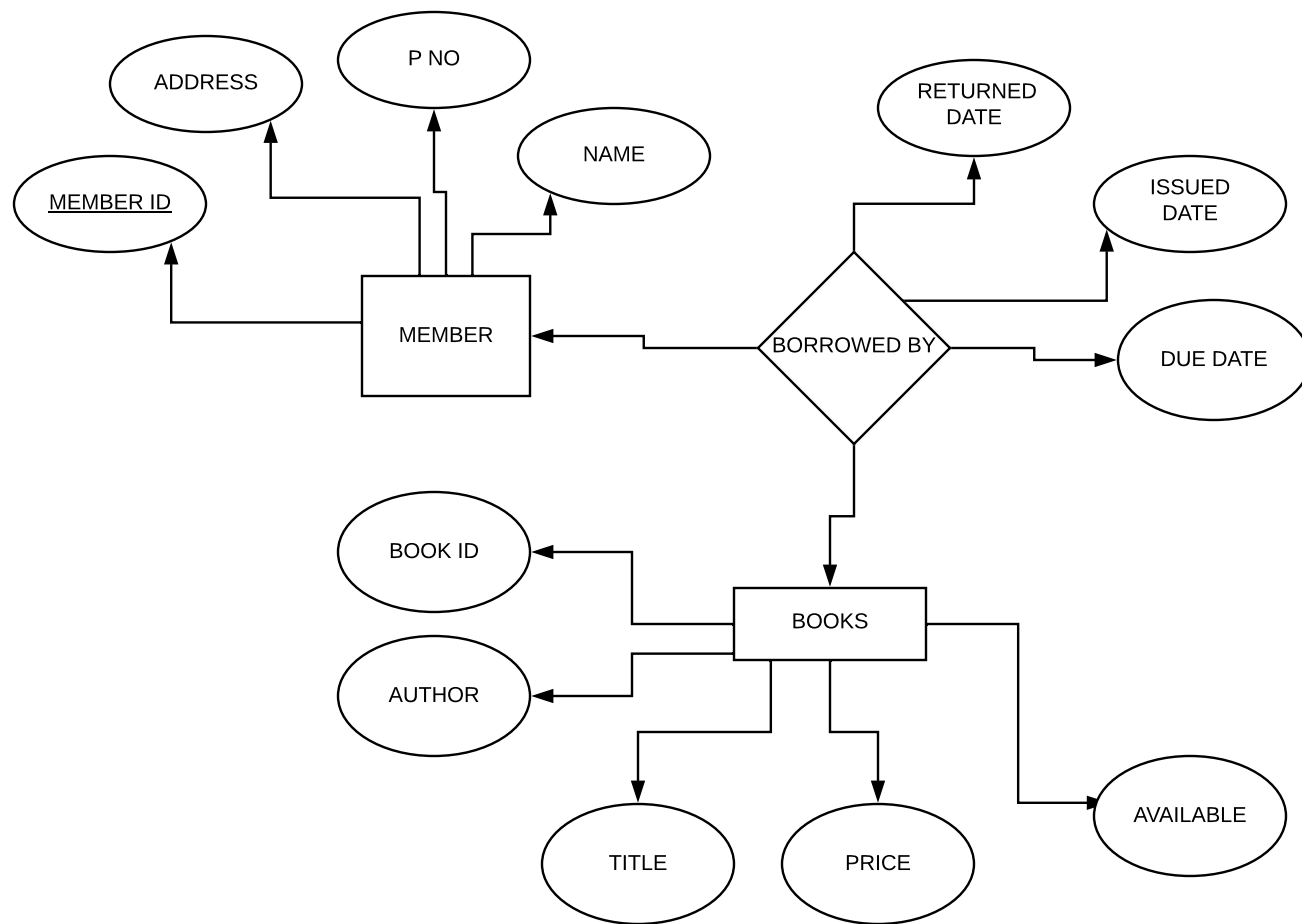 P NO
ADDRESS
RETURNED
DATE
NAME
ISSUED
DATE
MEMBER ID
MEMBER
BORROWED BY
DUE DATE
BOOK ID
BOOKS
AUTHOR
AVAILABLE
TITLE
PRICE